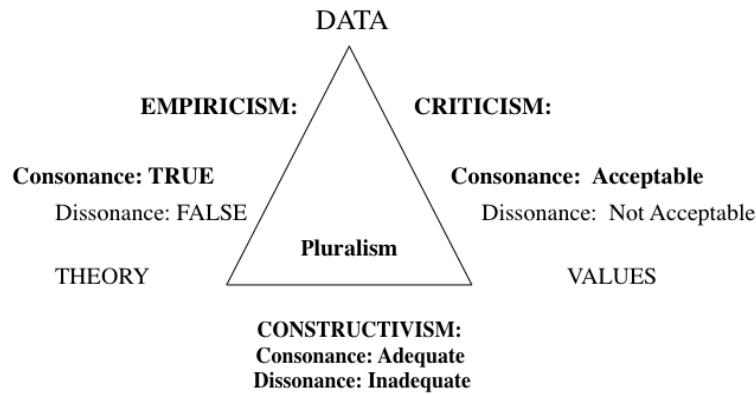 DATA
EMPIRICISM: CRITICISM:
Consonance: TRUE Consonance: Acceptable
Dissonance: FALSE Dissonance: Not Acceptable
Pluralism
THEORY VALUES
CONSTRUCTIVISM:
Consonance: Adequate
Dissonance: Inadequate